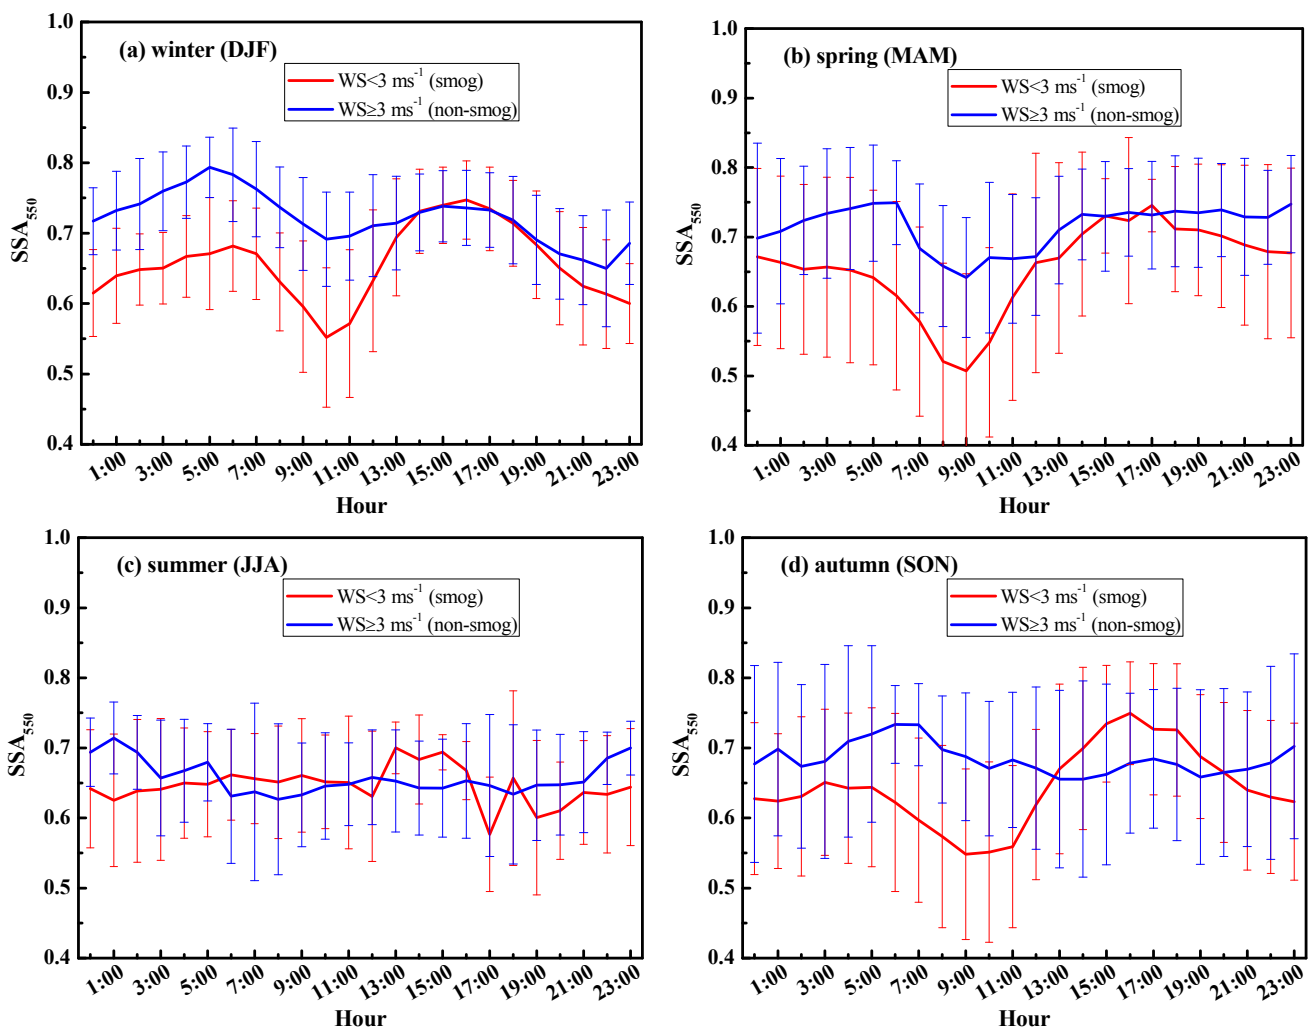 (a) winter (DJF)
WS<3 ms⁻¹ (smog)
WS≥3 ms⁻¹ (non-smog)
SSA₅₅₀
1.0
0.9
0.8
0.7
0.6
0.5
0.4
1:00 3:00 5:00 7:00 9:00 11:00 13:00 15:00 17:00 19:00 21:00 23:00
Hour
(b) spring (MAM)
WS<3 ms⁻¹ (smog)
WS≥3 ms⁻¹ (non-smog)
SSA₅₅₀
1.0
0.9
0.8
0.7
0.6
0.5
0.4
1:00 3:00 5:00 7:00 9:00 11:00 13:00 15:00 17:00 19:00 21:00 23:00
Hour
(c) summer (JJA)
WS<3 ms⁻¹ (smog)
WS≥3 ms⁻¹ (non-smog)
SSA₅₅₀
1.0
0.9
0.8
0.7
0.6
0.5
0.4
1:00 3:00 5:00 7:00 9:00 11:00 13:00 15:00 17:00 19:00 21:00 23:00
Hour
(d) autumn (SON)
WS<3 ms⁻¹ (smog)
WS≥3 ms⁻¹ (non-smog)
SSA₅₅₀
1.0
0.9
0.8
0.7
0.6
0.5
0.4
1:00 3:00 5:00 7:00 9:00 11:00 13:00 15:00 17:00 19:00 21:00 23:00
Hour